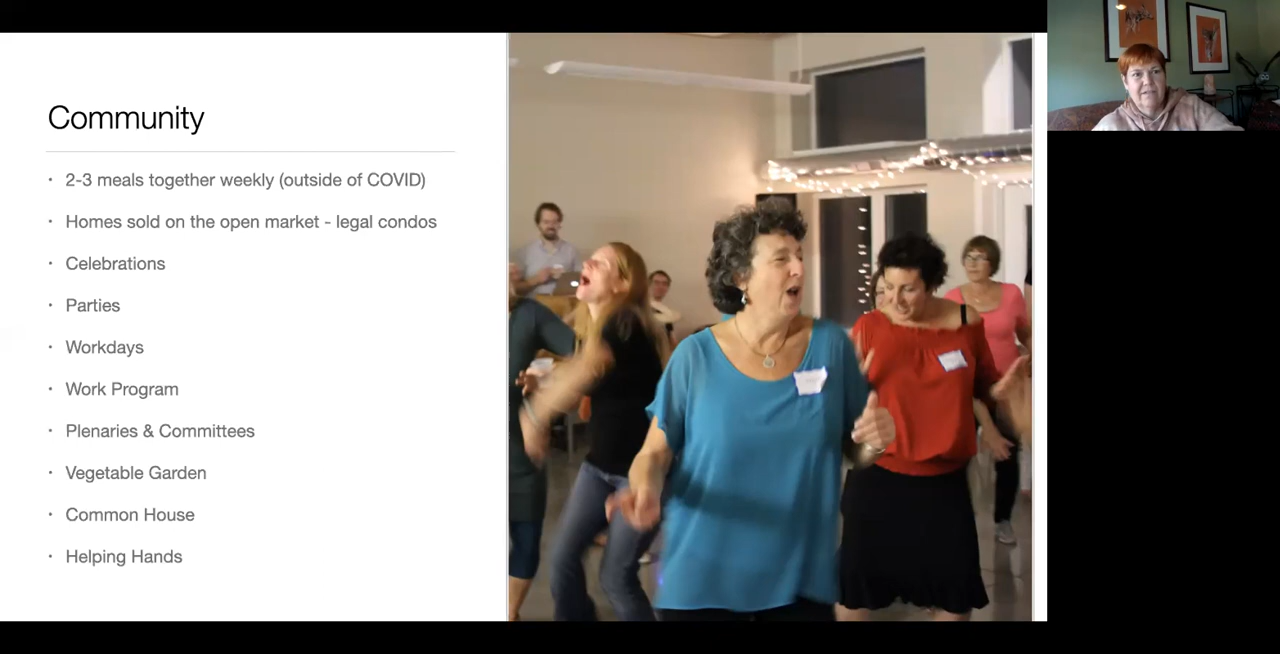 Community
• 2-3 meals together weekly (outside of COVID)
• Homes sold on the open market - legal condos
• Celebrations
• Parties
• Workdays
• Work Program
• Plenaries & Committees
• Vegetable Garden
• Common House
• Helping Hands